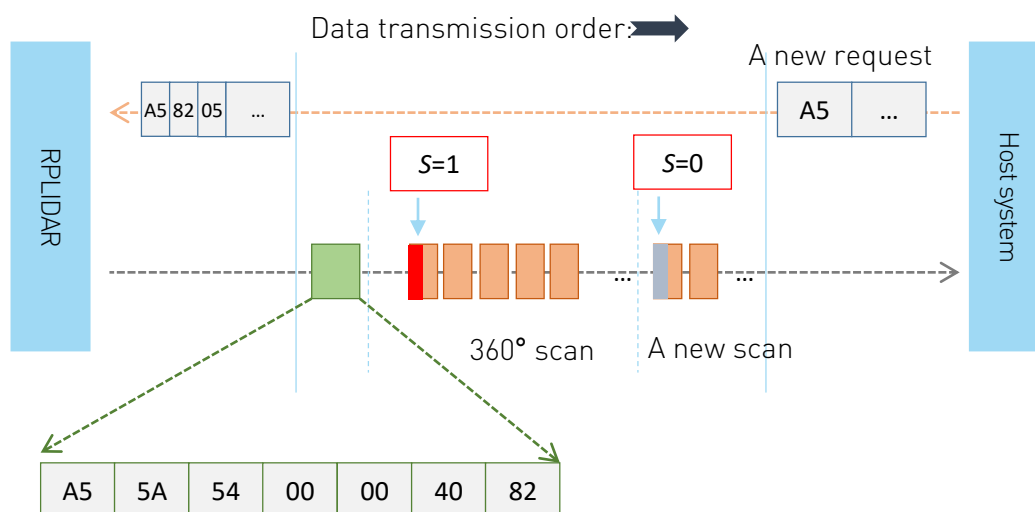 Data transmission order:
A new request
A5 82 05 ...
A5 ...
RPLIDAR
Host system
S=1
S=0
... ...
360° scan
A new scan
A5 5A 54 00 00 40 82